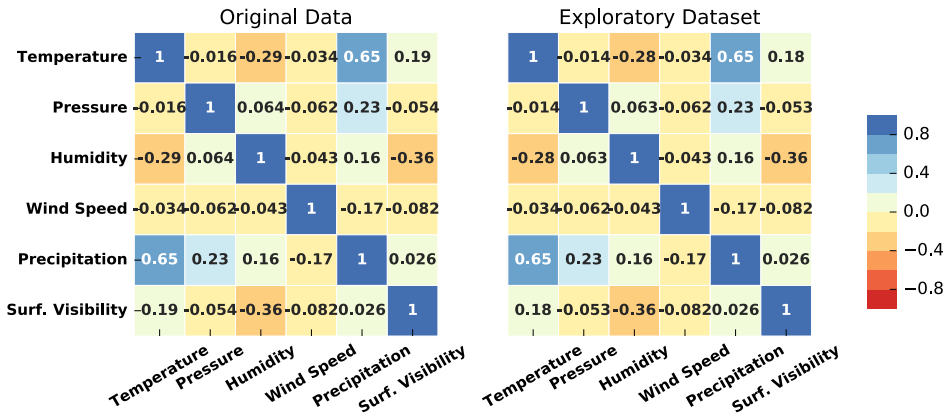 Original Data Exploratory Dataset
Temperature 1 -0.016 -0.29 -0.034 0.65 0.19 1 -0.014 -0.28 -0.034 0.65 0.18
Pressure -0.016 1 0.064 -0.062 0.23 -0.054 -0.014 1 0.063 -0.062 0.23 -0.053
Humidity -0.29 0.064 1 -0.043 0.16 -0.36 -0.28 0.063 1 -0.043 0.16 -0.36
Wind Speed -0.034 -0.062 -0.043 1 -0.17 -0.082 -0.034 -0.062 -0.043 1 -0.17 -0.082
Precipitation 0.65 0.23 0.16 -0.17 1 0.026 0.65 0.23 0.16 -0.17 1 0.026
Surf. Visibility 0.19 -0.054 -0.36 -0.082 0.026 1 0.18 -0.053 -0.36 -0.082 0.026 1
Temperature
Pressure
Humidity
Wind Speed
Precipitation
Surf. Visibility
Temperature
Pressure
Humidity
Wind Speed
Precipitation
Surf. Visibility
0.8
0.4
0.0
−0.4
−0.8